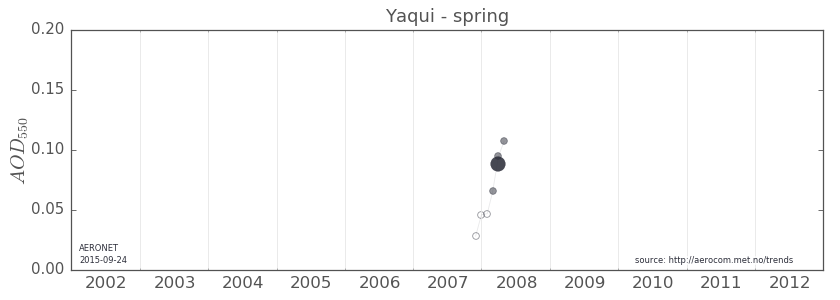 Yaqui - spring
0.20
0.15
0.10
0.05
0.00
AOD550
AERONET
2015-09-24
source: http://aerocom.met.no/trends
2002 2003 2004 2005 2006 2007 2008 2009 2010 2011 2012